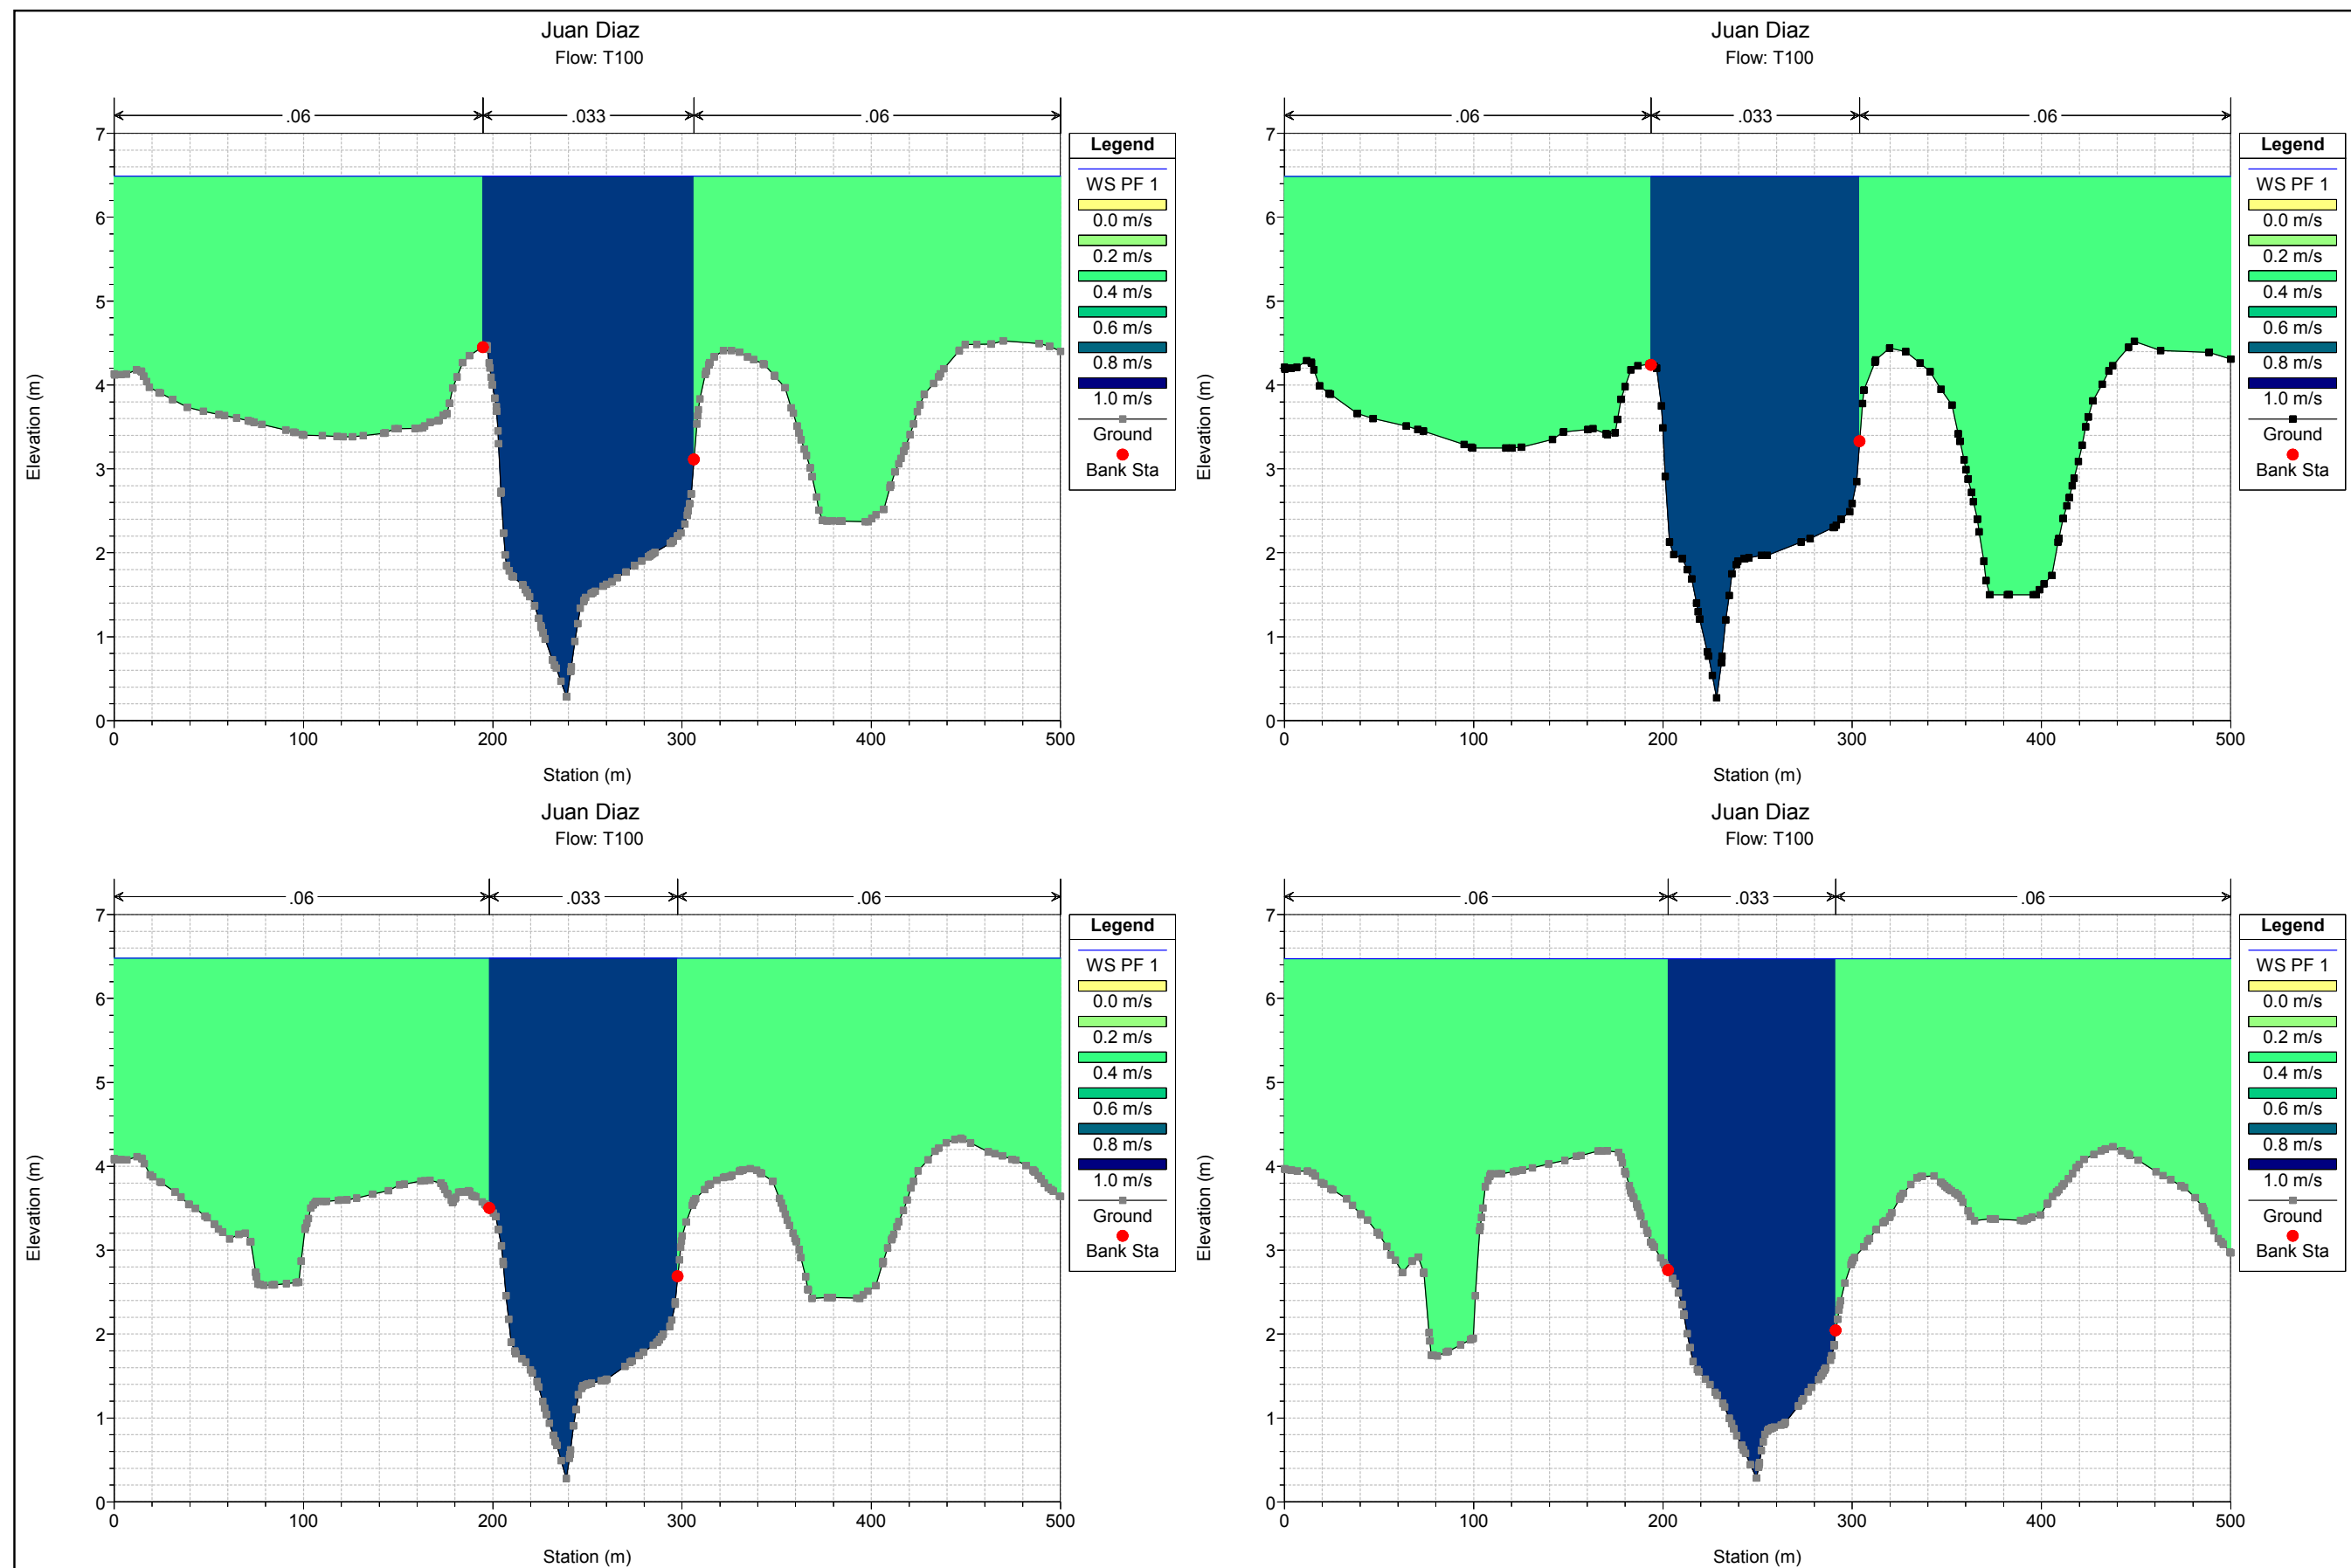 Juan Diaz
Flow: T100
.06
.033
.06
7
6
5
4
3
2
1
0
0
100
200
300
400
500
Elevation (m)
Station (m)
Legend
WS PF 1
0.0 m/s
0.2 m/s
0.4 m/s
0.6 m/s
0.8 m/s
1.0 m/s
Ground
Bank Sta
Juan Diaz
Flow: T100
.06
.033
.06
7
6
5
4
3
2
1
0
0
100
200
300
400
500
Elevation (m)
Station (m)
Legend
WS PF 1
0.0 m/s
0.2 m/s
0.4 m/s
0.6 m/s
0.8 m/s
1.0 m/s
Ground
Bank Sta
Juan Diaz
Flow: T100
.06
.033
.06
7
6
5
4
3
2
1
0
0
100
200
300
400
500
Elevation (m)
Station (m)
Legend
WS PF 1
0.0 m/s
0.2 m/s
0.4 m/s
0.6 m/s
0.8 m/s
1.0 m/s
Ground
Bank Sta
Juan Diaz
Flow: T100
.06
.033
.06
7
6
5
4
3
2
1
0
0
100
200
300
400
500
Elevation (m)
Station (m)
Legend
WS PF 1
0.0 m/s
0.2 m/s
0.4 m/s
0.6 m/s
0.8 m/s
1.0 m/s
Ground
Bank Sta